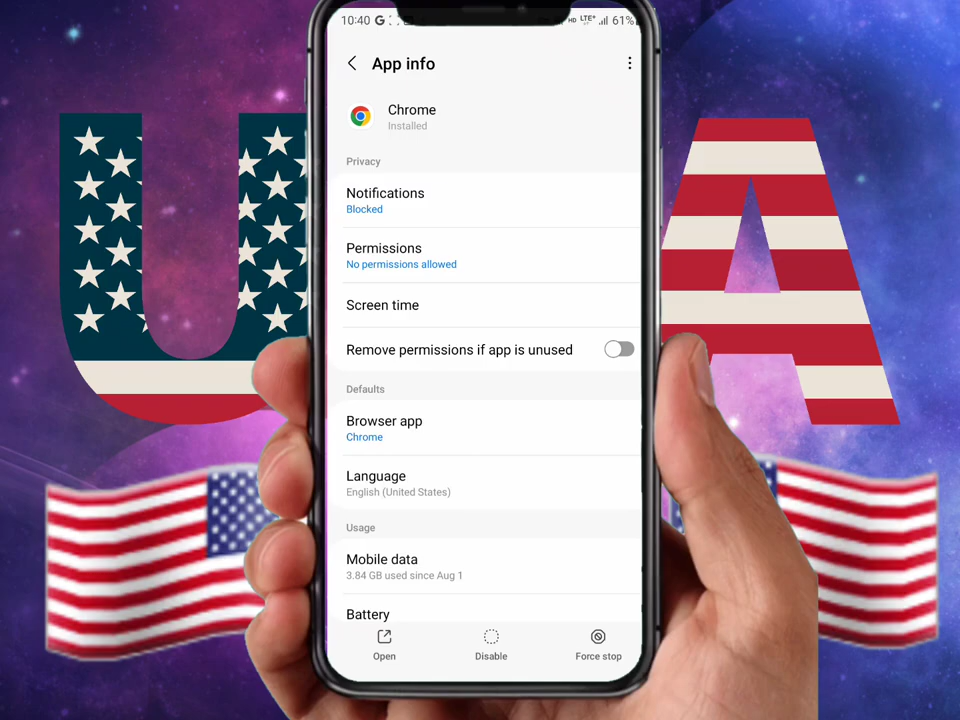 10:40 G HD LTE+ 61%
App info
Chrome
Installed
Privacy
Notifications
Blocked
Permissions
No permissions allowed
Screen time
Remove permissions if app is unused
Defaults
Browser app
Chrome
Language
English (United States)
Usage
Mobile data
3.84 GB used since Aug 1
Battery
Open Disable Force stop
U A